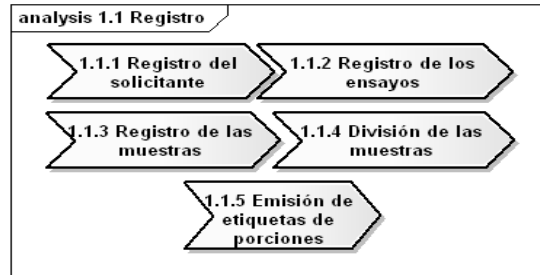 analysis 1.1 Registro
1.1.1 Registro del
solicitante
1.1.2 Registro de los
ensayos
1.1.3 Registro de las
muestras
1.1.4 División de las
muestras
1.1.5 Emisión de
etiquetas de
porciones